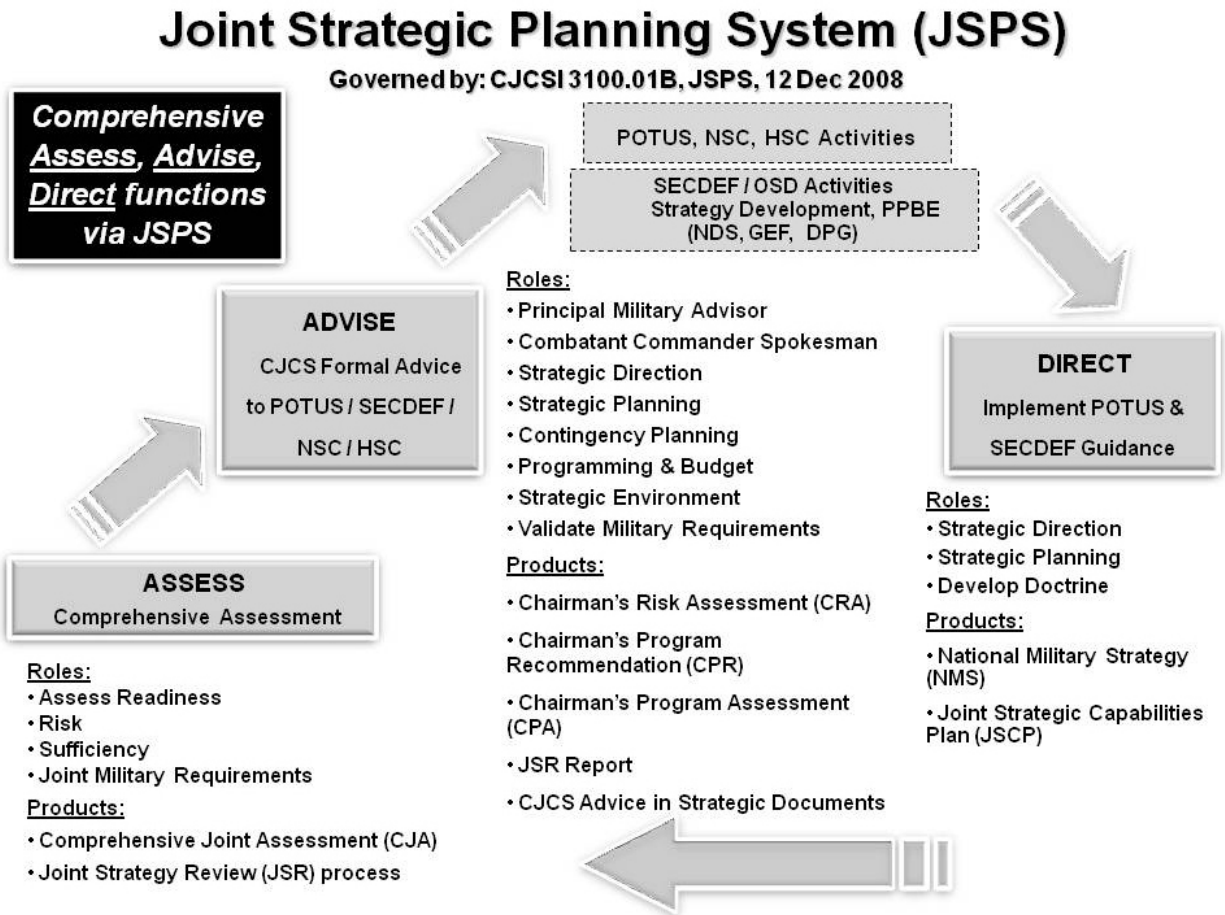 Joint Strategic Planning System (JSPS)
Governed by: CJCSI 3100.01B, JSPS, 12 Dec 2008
Comprehensive
Assess, Advise,
Direct functions
via JSPS
POTUS, NSC, HSC Activities
SECDEF / OSD Activities
Strategy Development, PPBE
(NDS, GEF, DPG)
ADVISE
CJCS Formal Advice
to POTUS / SECDEF /
NSC / HSC
Roles:
• Principal Military Advisor
• Combatant Commander Spokesman
• Strategic Direction
• Strategic Planning
• Contingency Planning
• Programming & Budget
• Strategic Environment
• Validate Military Requirements
Products:
• Chairman's Risk Assessment (CRA)
• Chairman's Program
Recommendation (CPR)
• Chairman's Program Assessment
(CPA)
• JSR Report
• CJCS Advice in Strategic Documents
DIRECT
Implement POTUS &
SECDEF Guidance
Roles:
• Strategic Direction
• Strategic Planning
• Develop Doctrine
Products:
• National Military Strategy
(NMS)
• Joint Strategic Capabilities
Plan (JSCP)
ASSESS
Comprehensive Assessment
Roles:
• Assess Readiness
• Risk
• Sufficiency
• Joint Military Requirements
Products:
• Comprehensive Joint Assessment (CJA)
• Joint Strategy Review (JSR) process